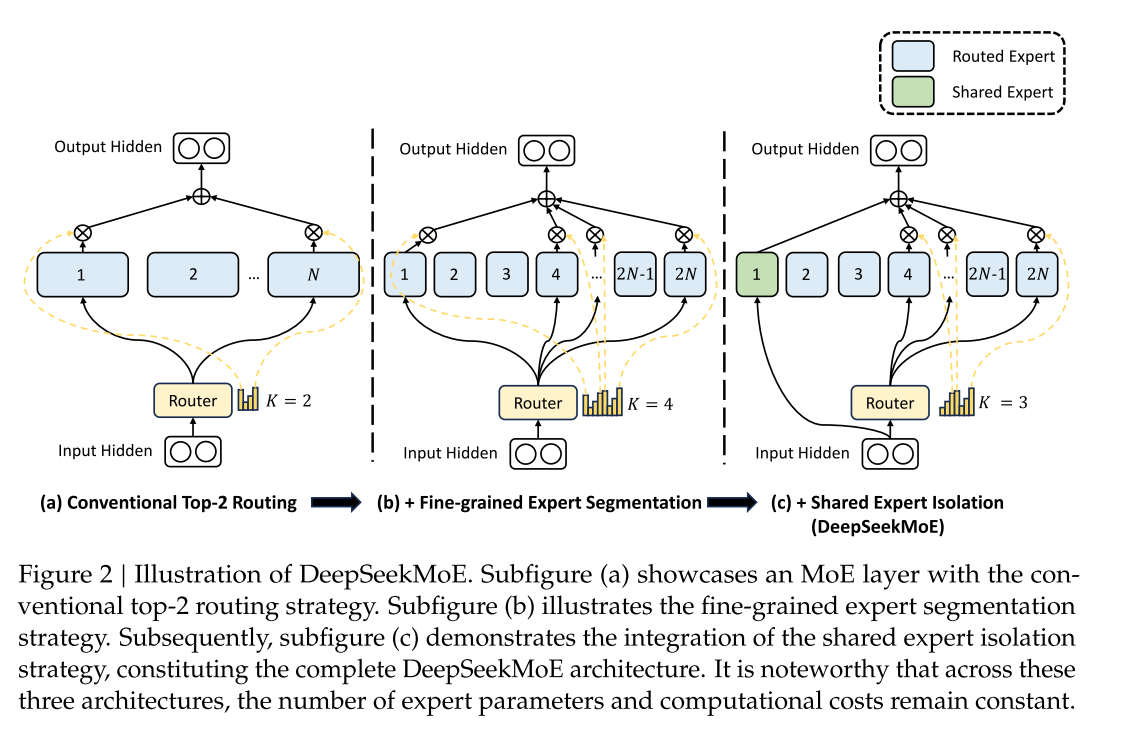 Routed Expert
Shared Expert
Output Hidden
1
2
...
N
Router
K = 2
Input Hidden
(a) Conventional Top-2 Routing
Output Hidden
1
2
3
4
...
2N-1
2N
Router
K = 4
Input Hidden
(b) + Fine-grained Expert Segmentation
Output Hidden
1
2
3
4
...
2N-1
2N
Router
K = 3
Input Hidden
(c) + Shared Expert Isolation
(DeepSeekMoE)
Figure 2 | Illustration of DeepSeekMoE. Subfigure (a) showcases an MoE layer with the con-
ventional top-2 routing strategy. Subfigure (b) illustrates the fine-grained expert segmentation
strategy. Subsequently, subfigure (c) demonstrates the integration of the shared expert isolation
strategy, constituting the complete DeepSeekMoE architecture. It is noteworthy that across these
three architectures, the number of expert parameters and computational costs remain constant.